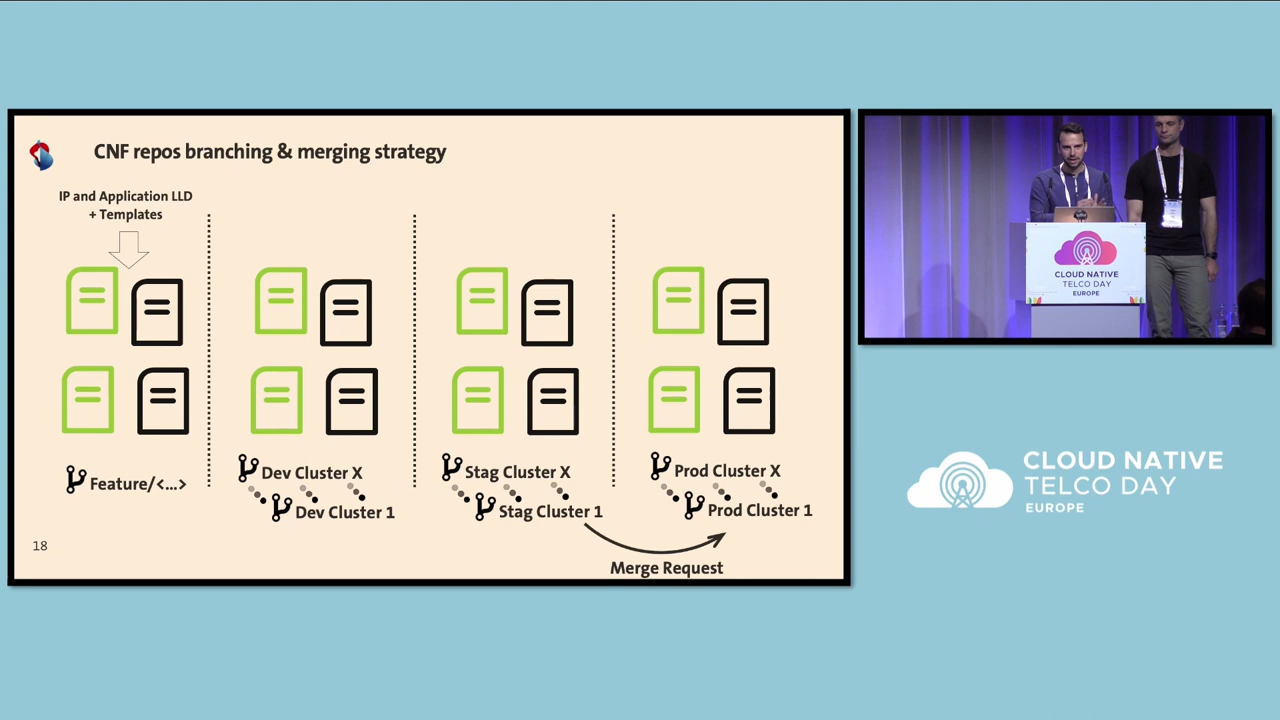 CNF repos branching & merging strategy
IP and Application LLD
+ Templates
Feature/<...>
Dev Cluster X
Dev Cluster 1
Stag Cluster X
Stag Cluster 1
Prod Cluster X
Prod Cluster 1
Merge Request
18
CLOUD NATIVE
TELCO DAY
EUROPE
CLOUD NATIVE
TELCO DAY
EUROPE